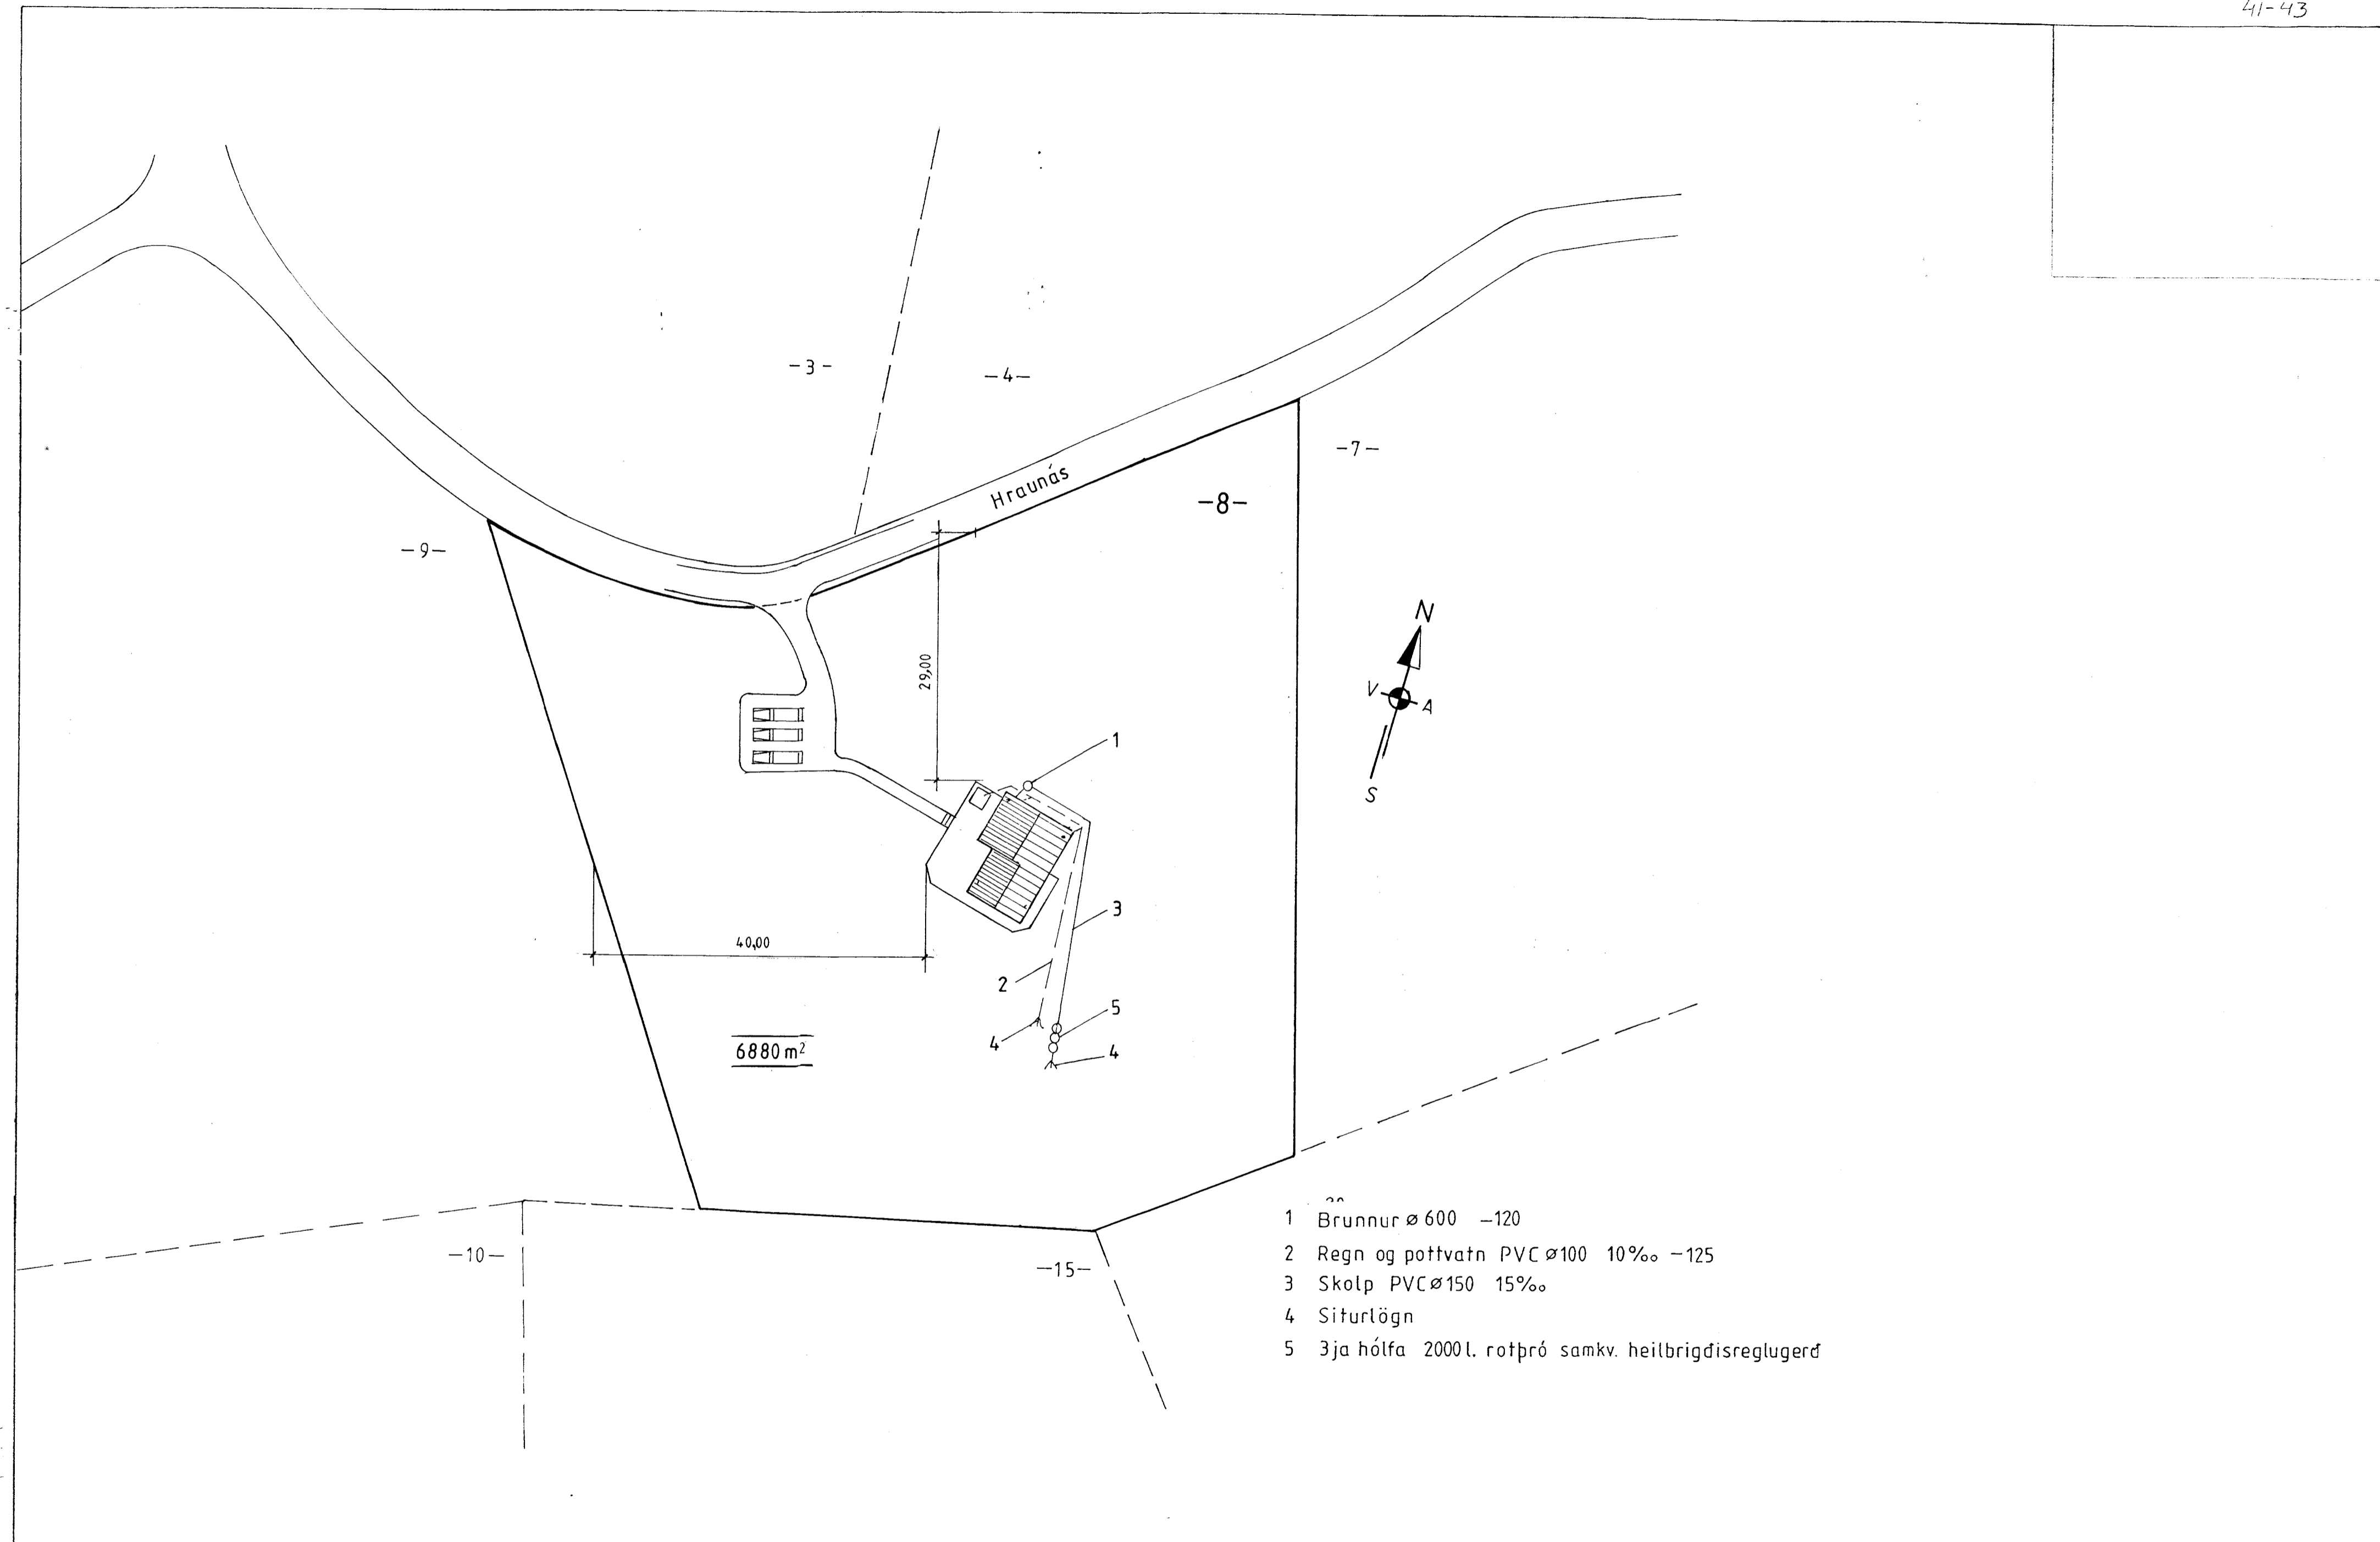 41-43
-3-
-4-
Hraunás
-7-
-8-
-9-
N
V
A
S
29,00
1
3
40,00
2
5
4
4
6880 m²
1 Brunnur ø 600 -120
2 Regn og pottvatn PVC ø100 10‰ -125
3 Skolp PVC ø150 15‰
4 Siturlögn
5 3ja hólfa 2000 l. rotþró samkv. heilbrigðisreglugerð
-10-
-15-